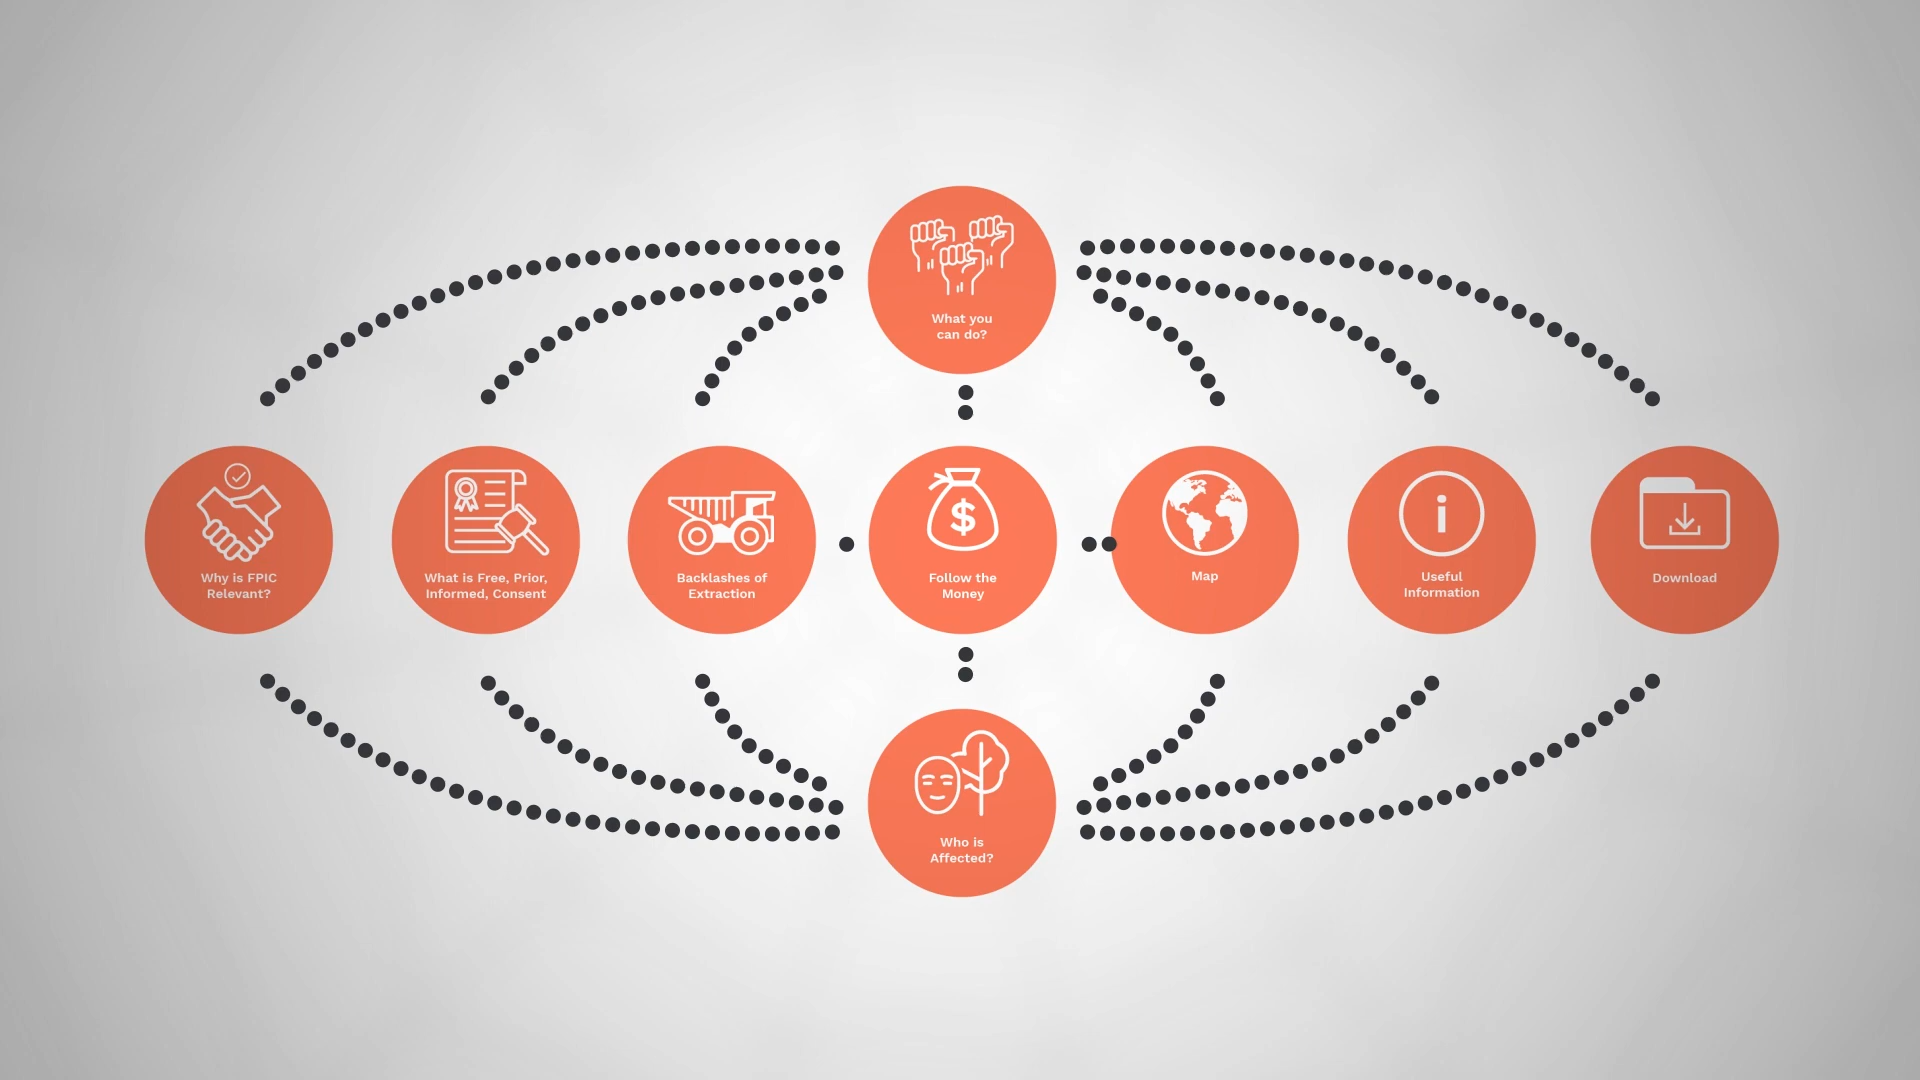 What you
can do?
Why is FPIC
Relevant?
What is Free, Prior,
Informed, Consent
Backlashes of
Extraction
$
Follow the
Money
Map
i
Useful
Information
Download
Who is
Affected?